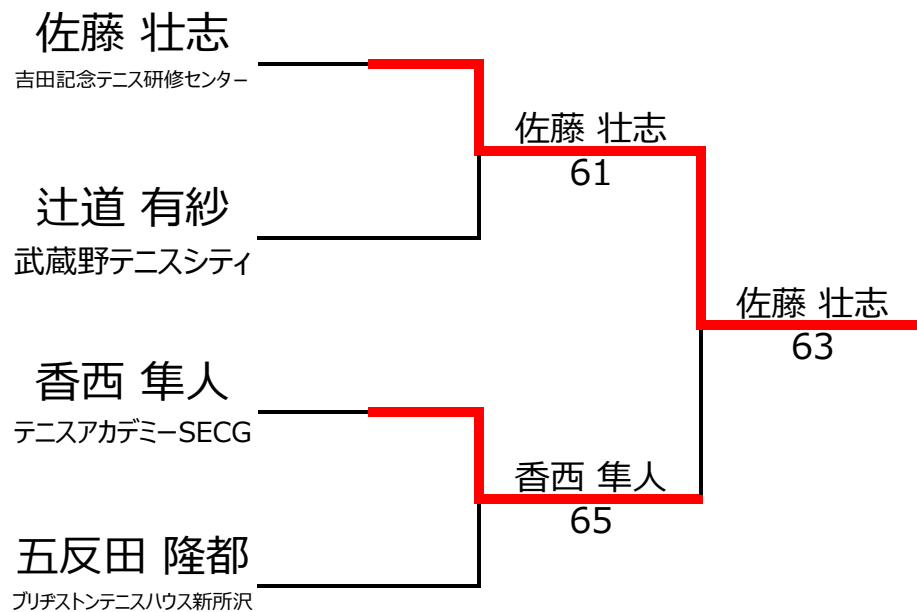 佐藤 壮志
吉田記念テニス研修センター
佐藤 壮志
61
辻道 有紗
武蔵野テニスシティ
佐藤 壮志
63
香西 隼人
テニスアカデミーSECG
香西 隼人
65
五反田 隆都
ブリヂストンテニスハウス新所沢